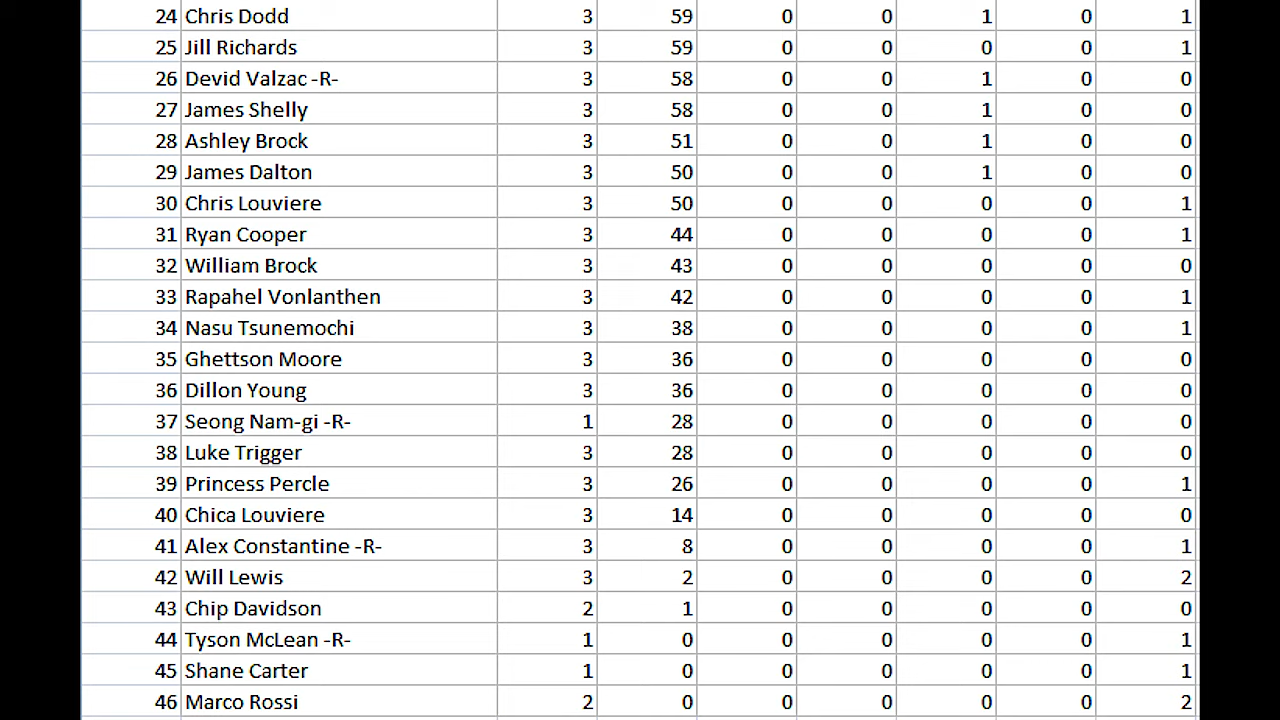 24 Chris Dodd 3 59 0 0 1 0 1
25 Jill Richards 3 59 0 0 0 0 1
26 Devid Valzac -R- 3 58 0 0 1 0 0
27 James Shelly 3 58 0 0 1 0 0
28 Ashley Brock 3 51 0 0 1 0 0
29 James Dalton 3 50 0 0 1 0 0
30 Chris Louviere 3 50 0 0 0 0 1
31 Ryan Cooper 3 44 0 0 0 0 1
32 William Brock 3 43 0 0 0 0 0
33 Rapahel Vonlanthen 3 42 0 0 0 0 1
34 Nasu Tsunemochi 3 38 0 0 0 0 1
35 Ghettson Moore 3 36 0 0 0 0 0
36 Dillon Young 3 36 0 0 0 0 0
37 Seong Nam-gi -R- 1 28 0 0 0 0 0
38 Luke Trigger 3 28 0 0 0 0 0
39 Princess Percle 3 26 0 0 0 0 1
40 Chica Louviere 3 14 0 0 0 0 0
41 Alex Constantine -R- 3 8 0 0 0 0 1
42 Will Lewis 3 2 0 0 0 0 2
43 Chip Davidson 2 1 0 0 0 0 0
44 Tyson McLean -R- 1 0 0 0 0 0 1
45 Shane Carter 1 0 0 0 0 0 1
46 Marco Rossi 2 0 0 0 0 0 2